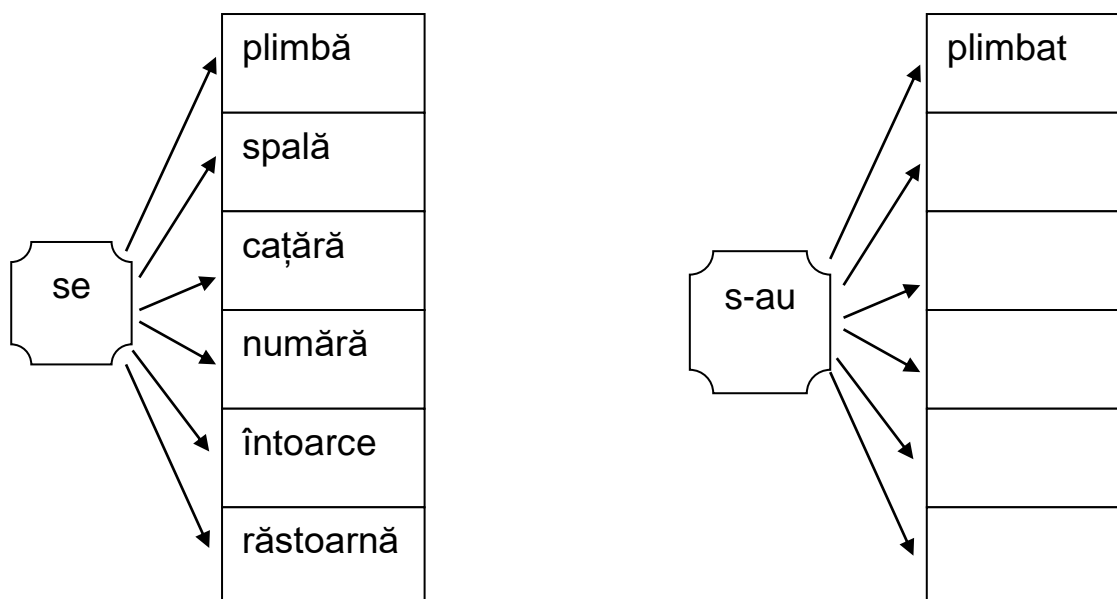 plimbă
spală
cațără
se
numără
întoarce
răstoarnă
plimbat
s-au